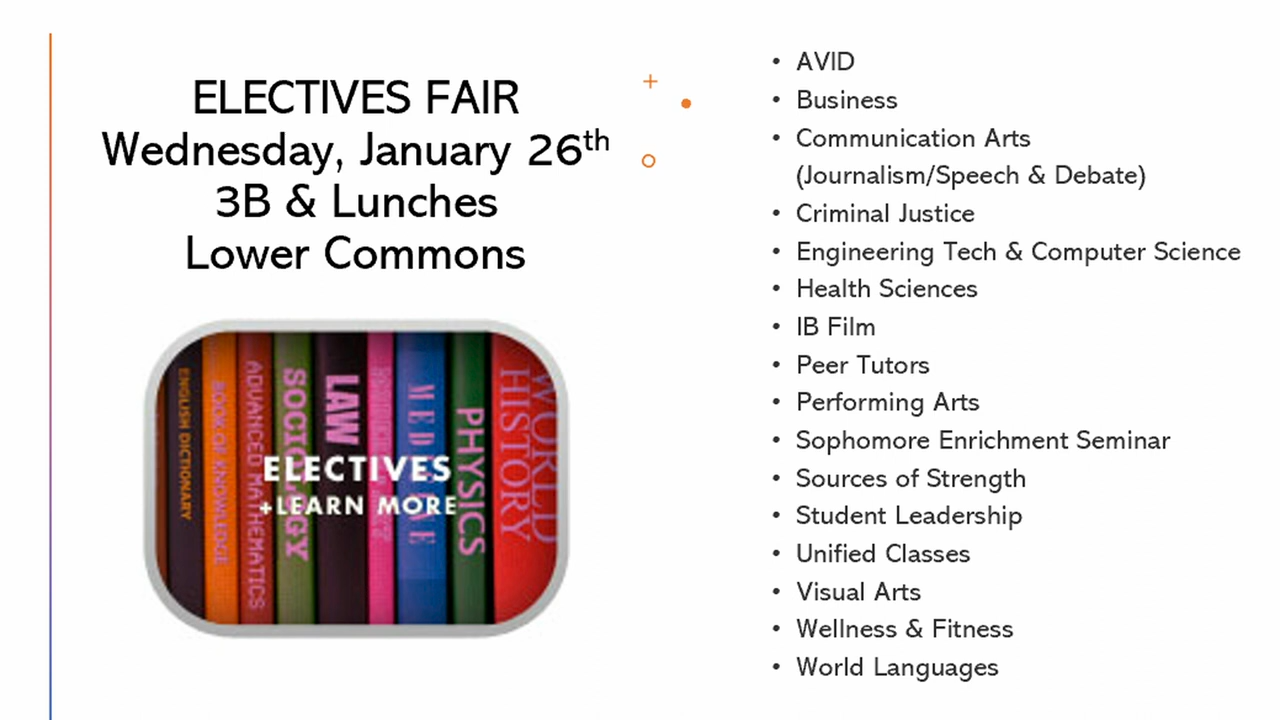 ELECTIVES FAIR
Wednesday, January 26th
3B & Lunches
Lower Commons
ENGLISH DICTIONARY
BOOK OF KNOWLEDGE
ADVANCED MATHEMATICS
SOCIOLOGY
LAW
PHYSICS
WORLD
HISTORY
ELECTIVES
+LEARN MORE
• AVID
• Business
• Communication Arts
(Journalism/Speech & Debate)
• Criminal Justice
• Engineering Tech & Computer Science
• Health Sciences
• IB Film
• Peer Tutors
• Performing Arts
• Sophomore Enrichment Seminar
• Sources of Strength
• Student Leadership
• Unified Classes
• Visual Arts
• Wellness & Fitness
• World Languages